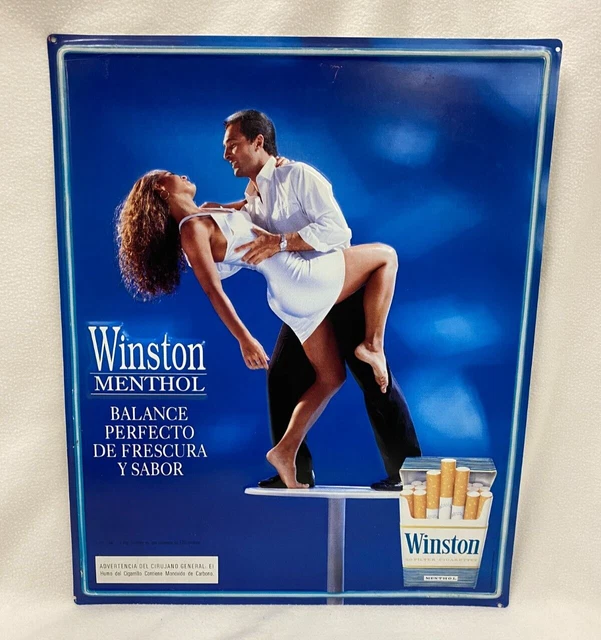 Winston
MENTHOL
BALANCE
PERFECTO
DE FRESCURA
Y SABOR
Winston
MENTHOL
ADVERTENCIA DEL CIRUJANO GENERAL. El
Humo del Cigarrillo Contiene Monóxido de Carbono.